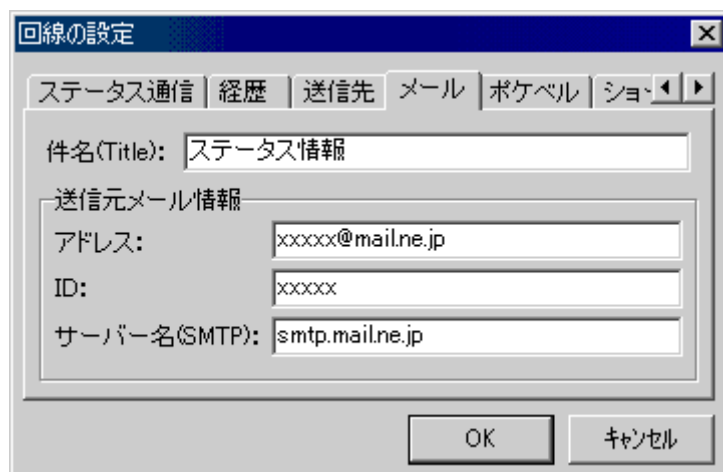 回線の設定
ステータス通信 経歴 送信先 メール ポケベル ショ
件名(Title): ステータス情報
送信元メール情報
アドレス: xxxxx@mail.ne.jp
ID: xxxxx
サーバー名(SMTP): smtp.mail.ne.jp
OK キャンセル